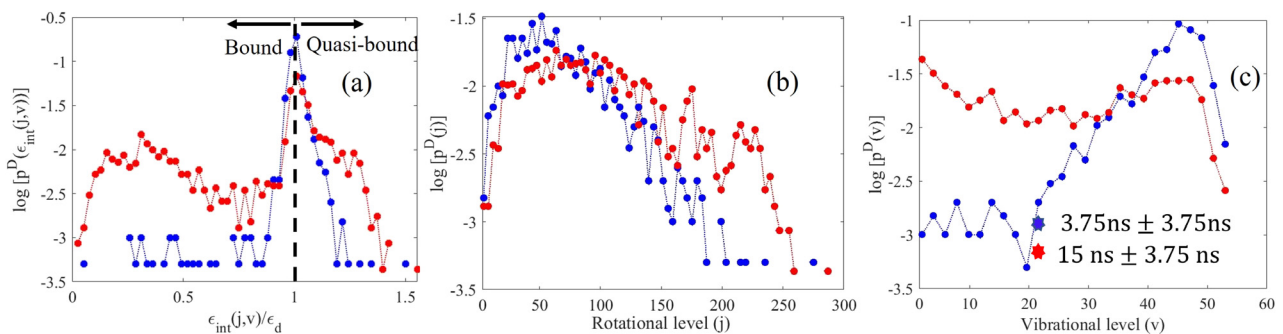 -0.5
-1
-1.5
-2
-2.5
-3
-3.5
log [p^D(ϵ_int(j,v))]
Bound
Quasi-bound
(a)
0
0.5
1
1.5
ϵ_int(j,v)/ϵ_d
-1.5
-2
-2.5
-3
-3.5
log [p^D(j)]
(b)
0
50
100
150
200
250
300
Rotational level (j)
-1
-1.5
-2
-2.5
-3
-3.5
log [p^D(v)]
(c)
3.75ns ± 3.75ns
15 ns ± 3.75 ns
0
10
20
30
40
50
60
Vibrational level (v)